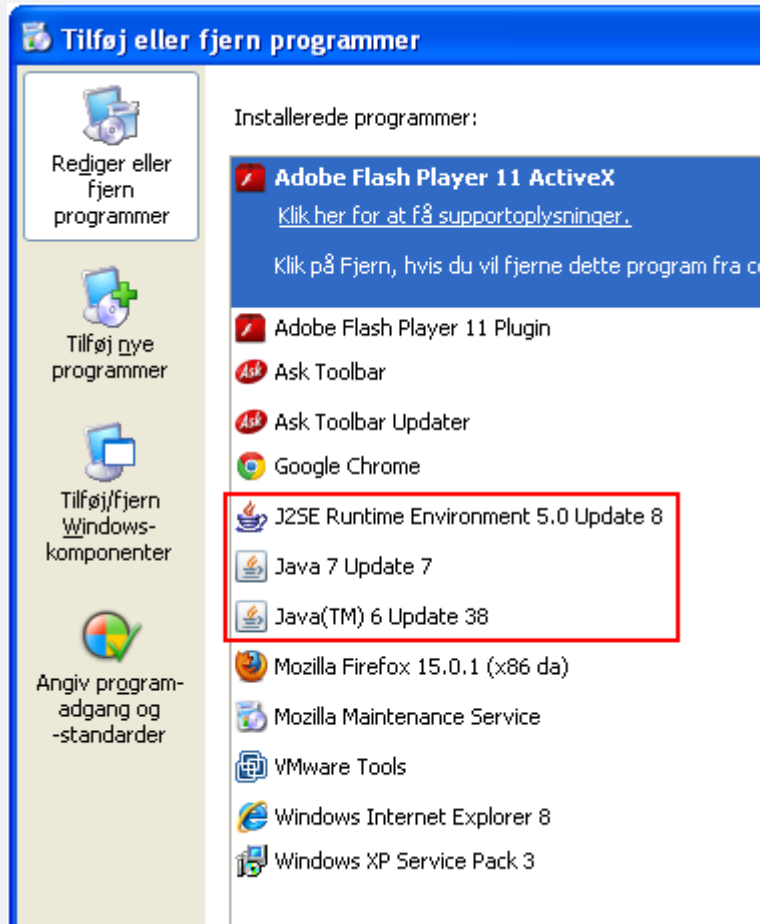 Tilføj eller fjern programmer
Rediger eller
fjern
programmer
Tilføj nye
programmer
Tilføj/fjern
Windows-
komponenter
Angiv program-
adgang og
-standarder
Installerede programmer:
Adobe Flash Player 11 ActiveX
Klik her for at få supportoplysninger.
Klik på Fjern, hvis du vil fjerne dette program fra
Adobe Flash Player 11 Plugin
Ask Ask Toolbar
Ask Ask Toolbar Updater
Google Chrome
J2SE Runtime Environment 5.0 Update 8
Java 7 Update 7
Java(TM) 6 Update 38
Mozilla Firefox 15.0.1 (x86 da)
Mozilla Maintenance Service
VMware Tools
Windows Internet Explorer 8
Windows XP Service Pack 3